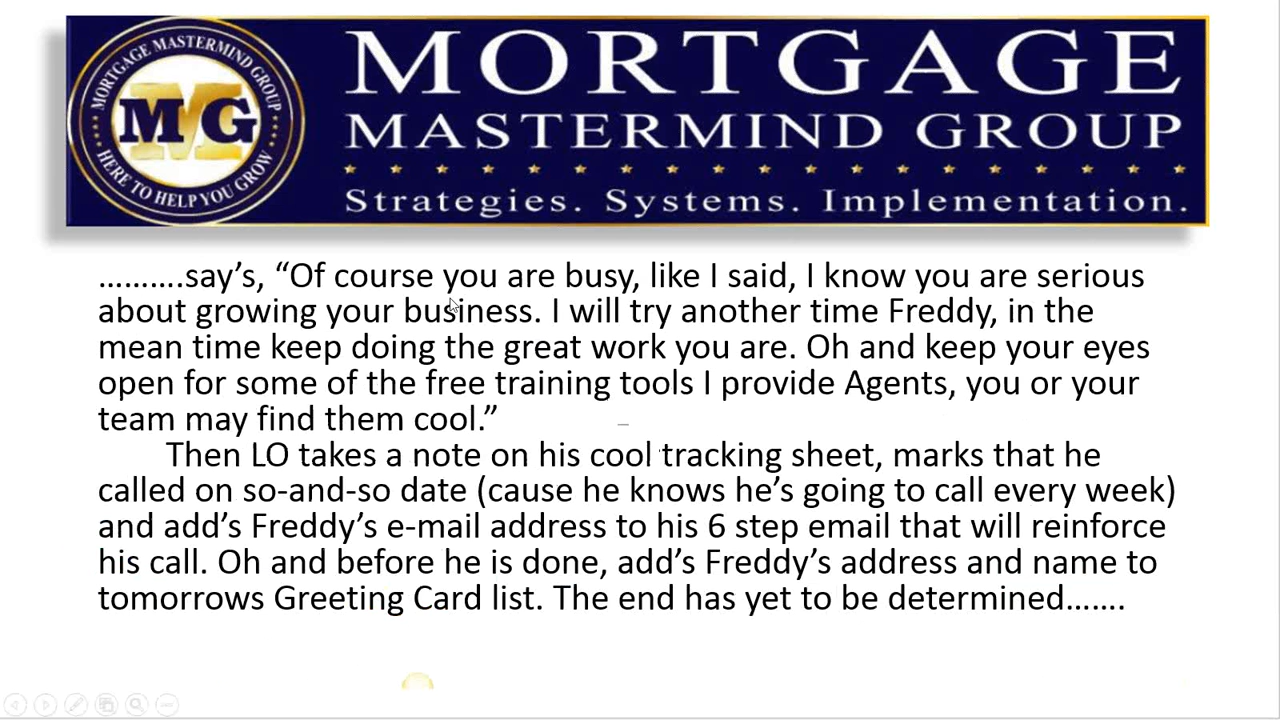 MORTGAGE MASTERMIND GROUP
MG
HERE TO HELP YOU GROW
MORTGAGE
MASTERMIND GROUP
Strategies. Systems. Implementation.
……….say’s, “Of course you are busy, like I said, I know you are serious
about growing your business. I will try another time Freddy, in the
mean time keep doing the great work you are. Oh and keep your eyes
open for some of the free training tools I provide Agents, you or your
team may find them cool.”
Then LO takes a note on his cool tracking sheet, marks that he
called on so-and-so date (cause he knows he’s going to call every week)
and add’s Freddy’s e-mail address to his 6 step email that will reinforce
his call. Oh and before he is done, add’s Freddy’s address and name to
tomorrows Greeting Card list. The end has yet to be determined…….